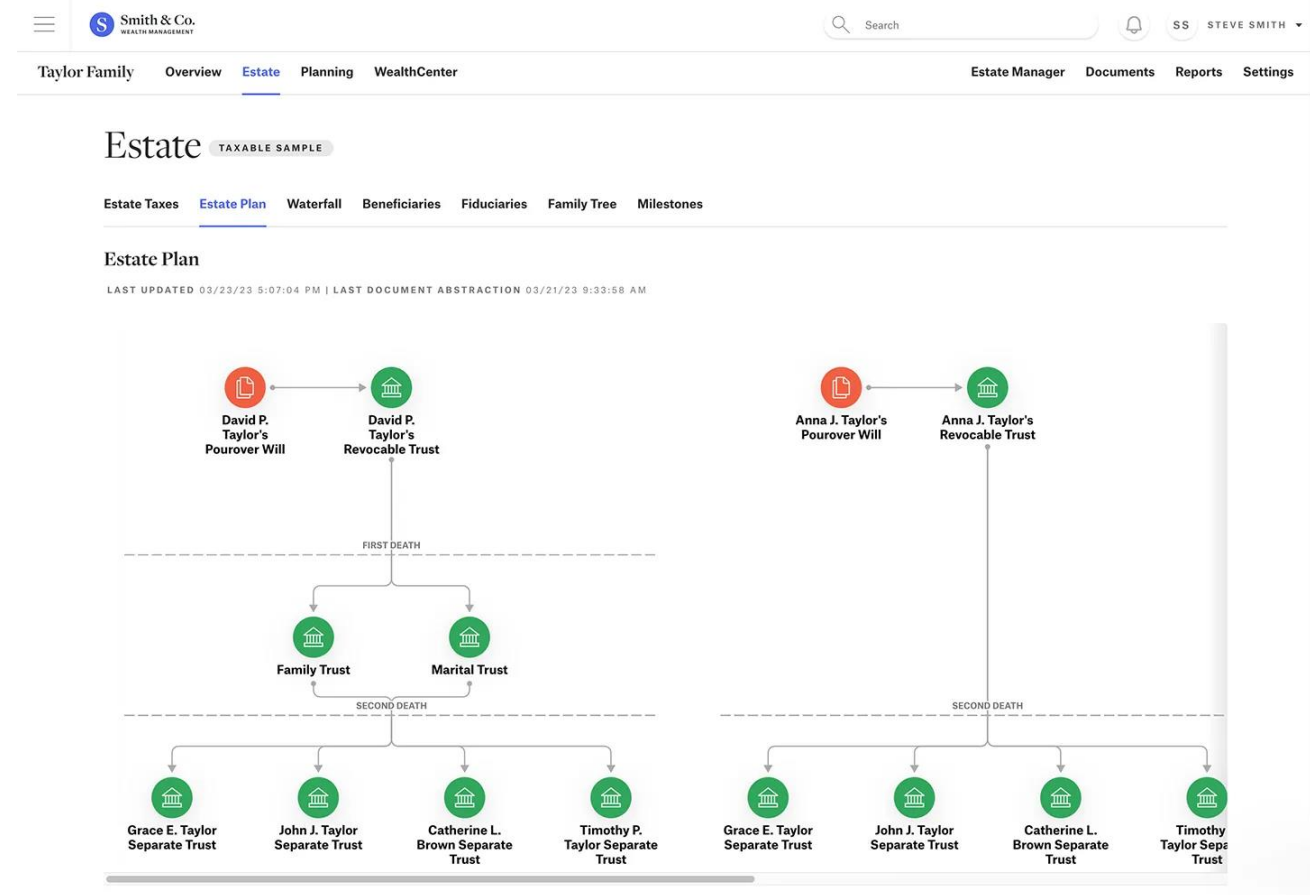 S
Smith & Co.
WEALTH MANAGEMENT
Search
SS
STEVE SMITH
Taylor Family
Overview
Estate
Planning
WealthCenter
Estate Manager
Documents
Reports
Settings
Estate
TAXABLE SAMPLE
Estate Taxes
Estate Plan
Waterfall
Beneficiaries
Fiduciaries
Family Tree
Milestones
Estate Plan
LAST UPDATED 03/23/23 5:07:04 PM | LAST DOCUMENT ABSTRACTION 03/21/23 9:33:58 AM
David P.
Taylor's
Pourover Will
David P.
Taylor's
Revocable Trust
Anna J. Taylor's
Pourover Will
Anna J. Taylor's
Revocable Trust
FIRST DEATH
Family Trust
Marital Trust
SECOND DEATH
SECOND DEATH
Grace E. Taylor
Separate Trust
John J. Taylor
Separate Trust
Catherine L.
Brown Separate
Trust
Timothy P.
Taylor Separate
Trust
Grace E. Taylor
Separate Trust
John J. Taylor
Separate Trust
Catherine L.
Brown Separate
Trust
Timothy
Taylor Sepa
Trust